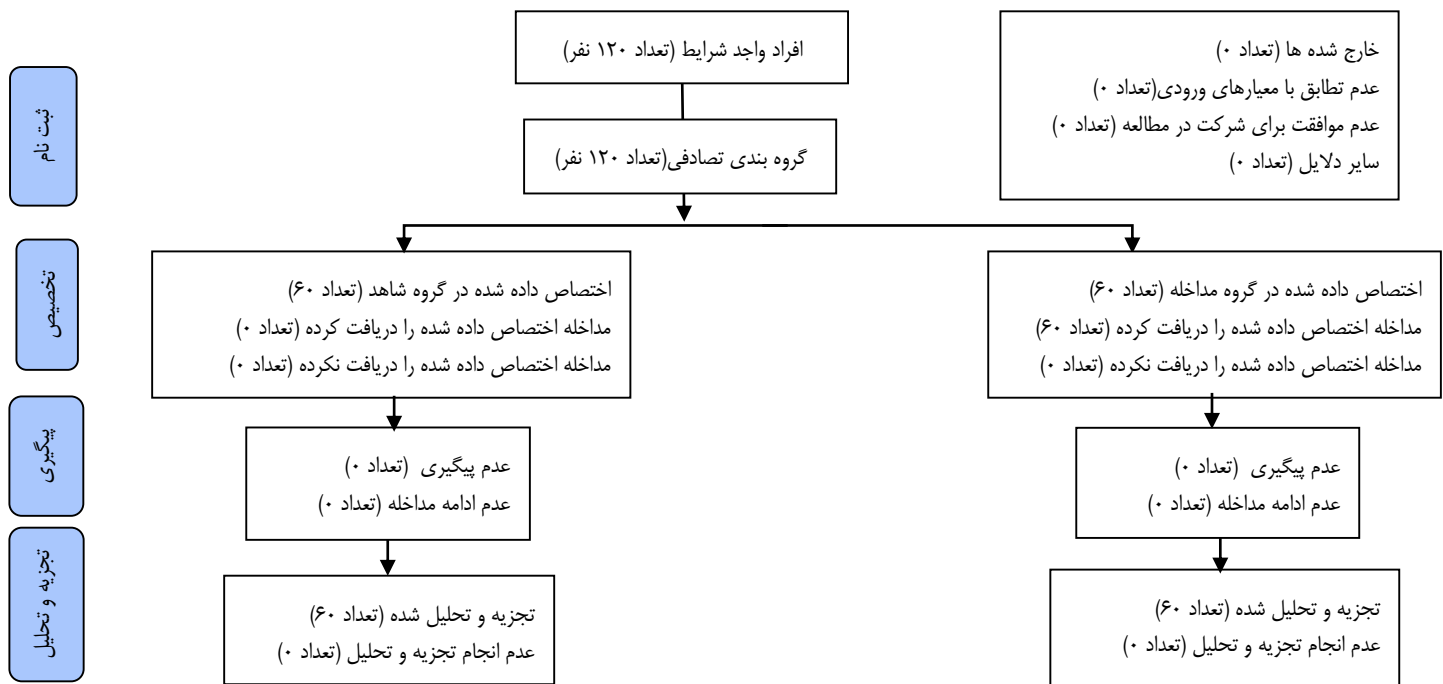 افراد واجد شرایط (تعداد ۱۲۰ نفر)
خارج شده ها (تعداد ۰)
عدم تطابق با معیارهای ورودی(تعداد ۰)
عدم موافقت برای شرکت در مطالعه (تعداد ۰)
سایر دلایل (تعداد ۰)
ثبت نام
گروه بندی تصادفی(تعداد ۱۲۰ نفر)
تخصیص
اختصاص داده شده در گروه مداخله (تعداد ۶۰)
مداخله اختصاص داده شده را دریافت کرده (تعداد ۶۰)
مداخله اختصاص داده شده را دریافت نکرده (تعداد ۰)
اختصاص داده شده در گروه شاهد (تعداد ۶۰)
مداخله اختصاص داده شده را دریافت کرده (تعداد ۰)
مداخله اختصاص داده شده را دریافت نکرده (تعداد ۰)
پیگیری
عدم پیگیری (تعداد ۰)
عدم ادامه مداخله (تعداد ۰)
عدم پیگیری (تعداد ۰)
عدم ادامه مداخله (تعداد ۰)
تجزیه و تحلیل
تجزیه و تحلیل شده (تعداد ۶۰)
عدم انجام تجزیه و تحلیل (تعداد ۰)
تجزیه و تحلیل شده (تعداد ۶۰)
عدم انجام تجزیه و تحلیل (تعداد ۰)